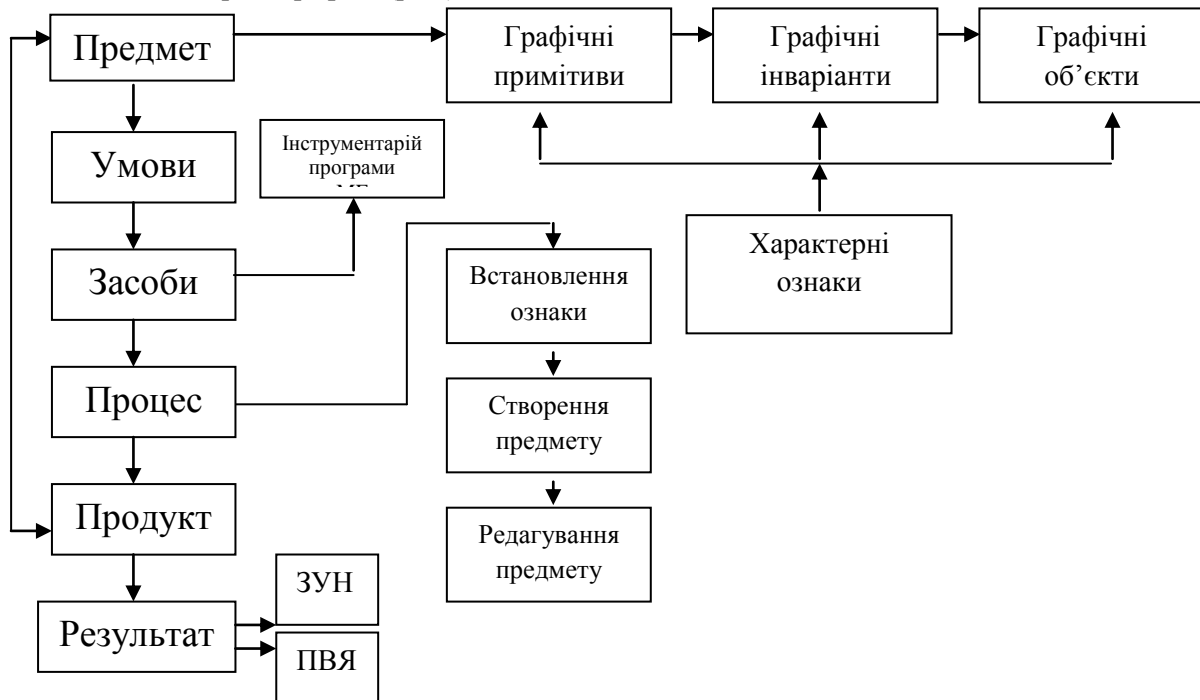 Предмет
Графічні
примітиви
Графічні
інваріанти
Графічні
об’єкти
Умови
Інструментарій
програми
Засоби
Встановлення
ознаки
Характерні
ознаки
Процес
Створення
предмету
Продукт
Редагування
предмету
Результат
ЗУН
ПВЯ